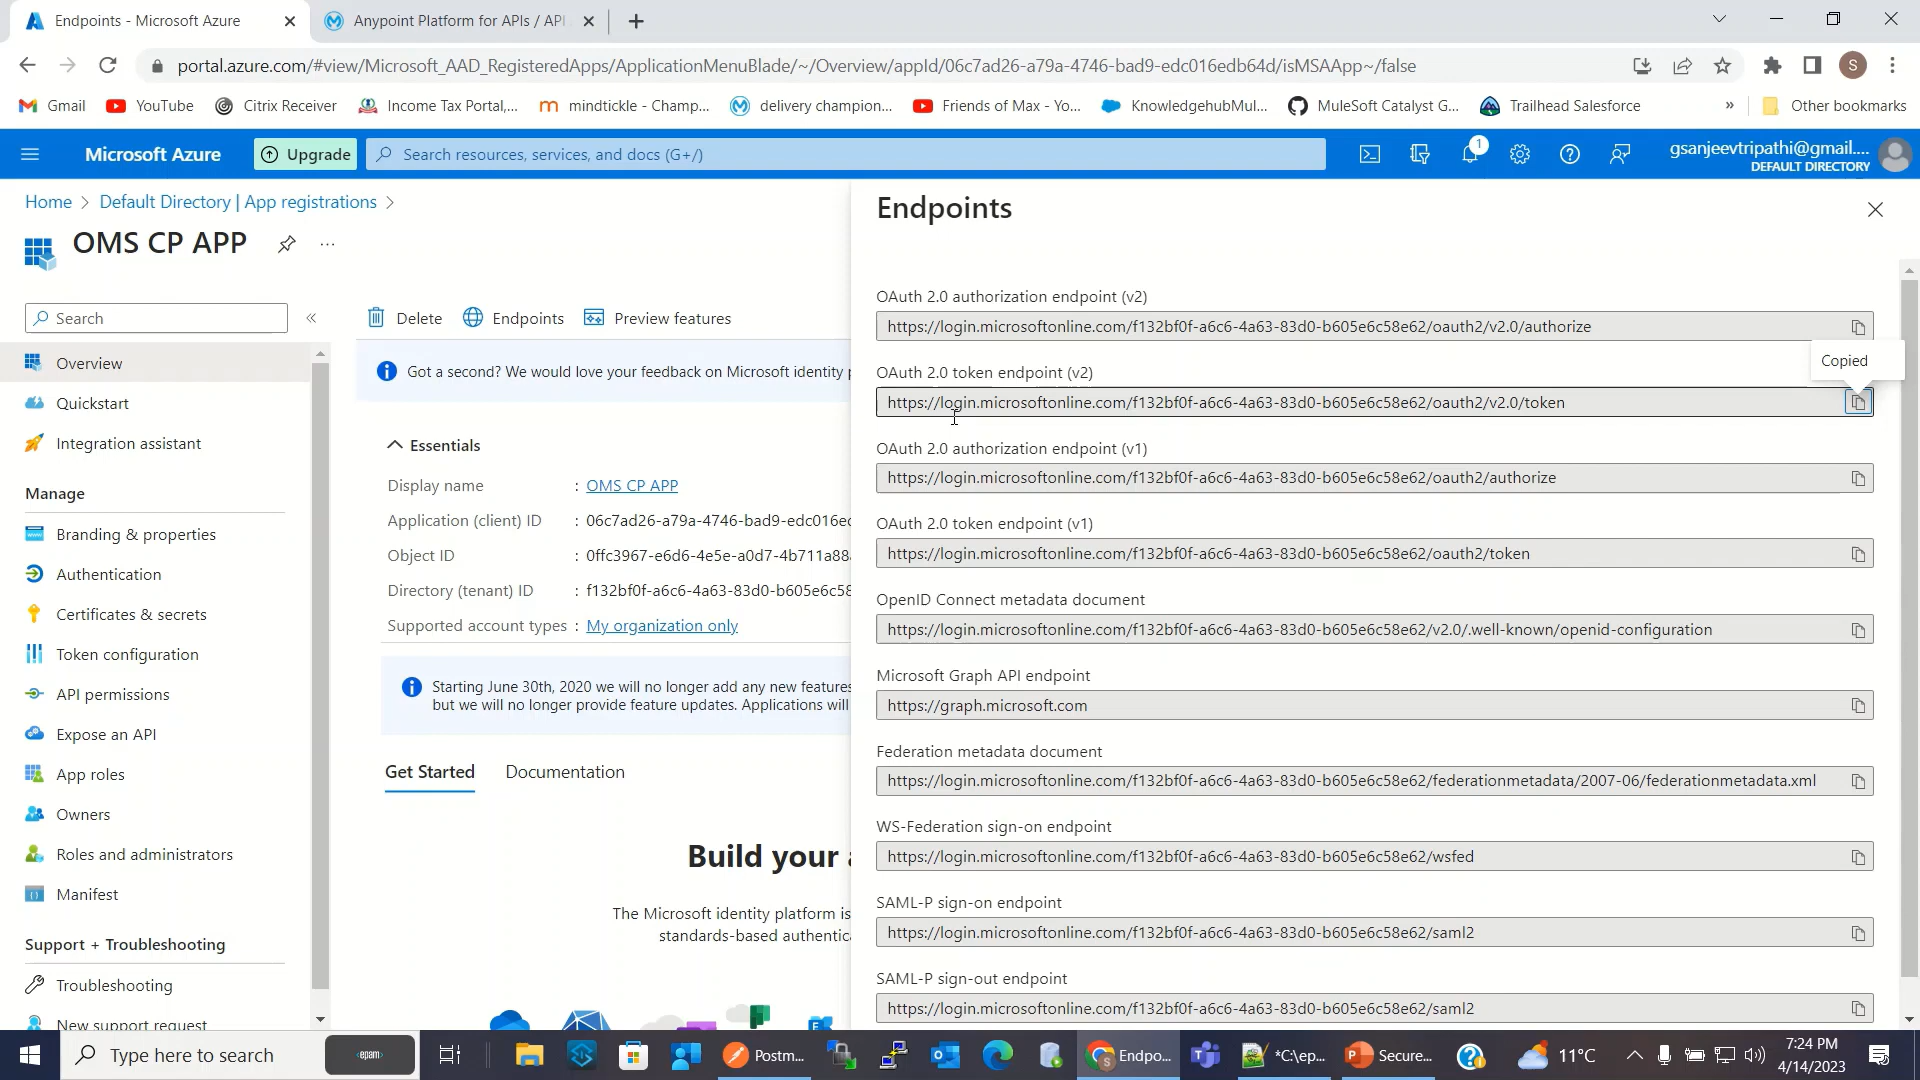 Endpoints - Microsoft Azure
Anypoint Platform for APIs / API
portal.azure.com/#view/Microsoft_AAD_RegisteredApps/ApplicationMenuBlade/~/Overview/appId/06c7ad26-a79a-4746-bad9-edc016edb64d/isMSAApp~/false
S
Gmail
YouTube
Citrix Receiver
Income Tax Portal,...
mindtickle - Champ...
delivery champion...
Friends of Max - Yo...
KnowledgehubMul...
MuleSoft Catalyst G...
Trailhead Salesforce
»
Other bookmarks
Microsoft Azure
Upgrade
Search resources, services, and docs (G+/)
1
gsanjeevtripathi@gmail....
DEFAULT DIRECTORY
Home > Default Directory | App registrations >
OMS CP APP
...
Search
«
Overview
Quickstart
Integration assistant
Manage
Branding & properties
Authentication
Certificates & secrets
Token configuration
API permissions
Expose an API
App roles
Owners
Roles and administrators
Manifest
Support + Troubleshooting
Troubleshooting
New support request
Delete
Endpoints
Preview features
Got a second? We would love your feedback on Microsoft identity p
Essentials
Display name : OMS CP APP
Application (client) ID : 06c7ad26-a79a-4746-bad9-edc016ec
Object ID : 0ffc3967-e6d6-4e5e-a0d7-4b711a88
Directory (tenant) ID : f132bf0f-a6c6-4a63-83d0-b605e6c58
Supported account types : My organization only
Starting June 30th, 2020 we will no longer add any new features
but we will no longer provide feature updates. Applications will
Get Started
Documentation
Build your a
The Microsoft identity platform is
standards-based authentica
Endpoints
OAuth 2.0 authorization endpoint (v2)
https://login.microsoftonline.com/f132bf0f-a6c6-4a63-83d0-b605e6c58e62/oauth2/v2.0/authorize
Copied
OAuth 2.0 token endpoint (v2)
https://login.microsoftonline.com/f132bf0f-a6c6-4a63-83d0-b605e6c58e62/oauth2/v2.0/token
OAuth 2.0 authorization endpoint (v1)
https://login.microsoftonline.com/f132bf0f-a6c6-4a63-83d0-b605e6c58e62/oauth2/authorize
OAuth 2.0 token endpoint (v1)
https://login.microsoftonline.com/f132bf0f-a6c6-4a63-83d0-b605e6c58e62/oauth2/token
OpenID Connect metadata document
https://login.microsoftonline.com/f132bf0f-a6c6-4a63-83d0-b605e6c58e62/v2.0/.well-known/openid-configuration
Microsoft Graph API endpoint
https://graph.microsoft.com
Federation metadata document
https://login.microsoftonline.com/f132bf0f-a6c6-4a63-83d0-b605e6c58e62/federationmetadata/2007-06/federationmetadata.xml
WS-Federation sign-on endpoint
https://login.microsoftonline.com/f132bf0f-a6c6-4a63-83d0-b605e6c58e62/wsfed
SAML-P sign-on endpoint
https://login.microsoftonline.com/f132bf0f-a6c6-4a63-83d0-b605e6c58e62/saml2
SAML-P sign-out endpoint
https://login.microsoftonline.com/f132bf0f-a6c6-4a63-83d0-b605e6c58e62/saml2
Type here to search
<epam>
Postm...
Endpo...
*C:\ep...
Secure...
11°C
7:24 PM
4/14/2023